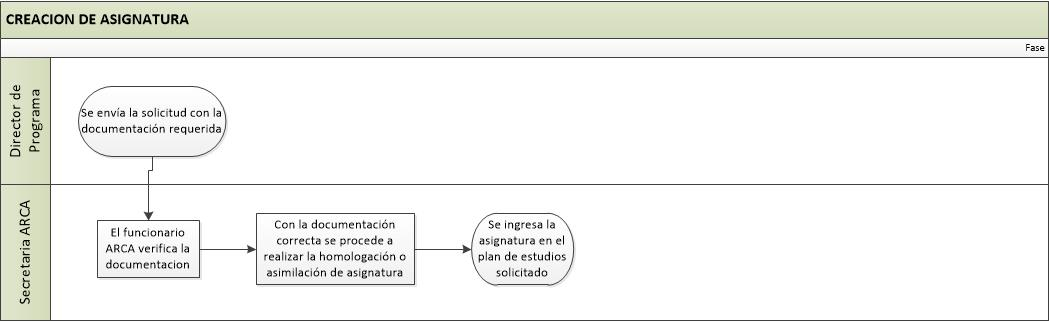 CREACION DE ASIGNATURA
Fase
Director de
Programa
Se envía la solicitud con la
documentación requerida
Secretaria ARCA
El funcionario
ARCA verifica la
documentacion
Con la documentación
correcta se procede a
realizar la homologación o
asimilación de asignatura
Se ingresa la
asignatura en el
plan de estudios
solicitado